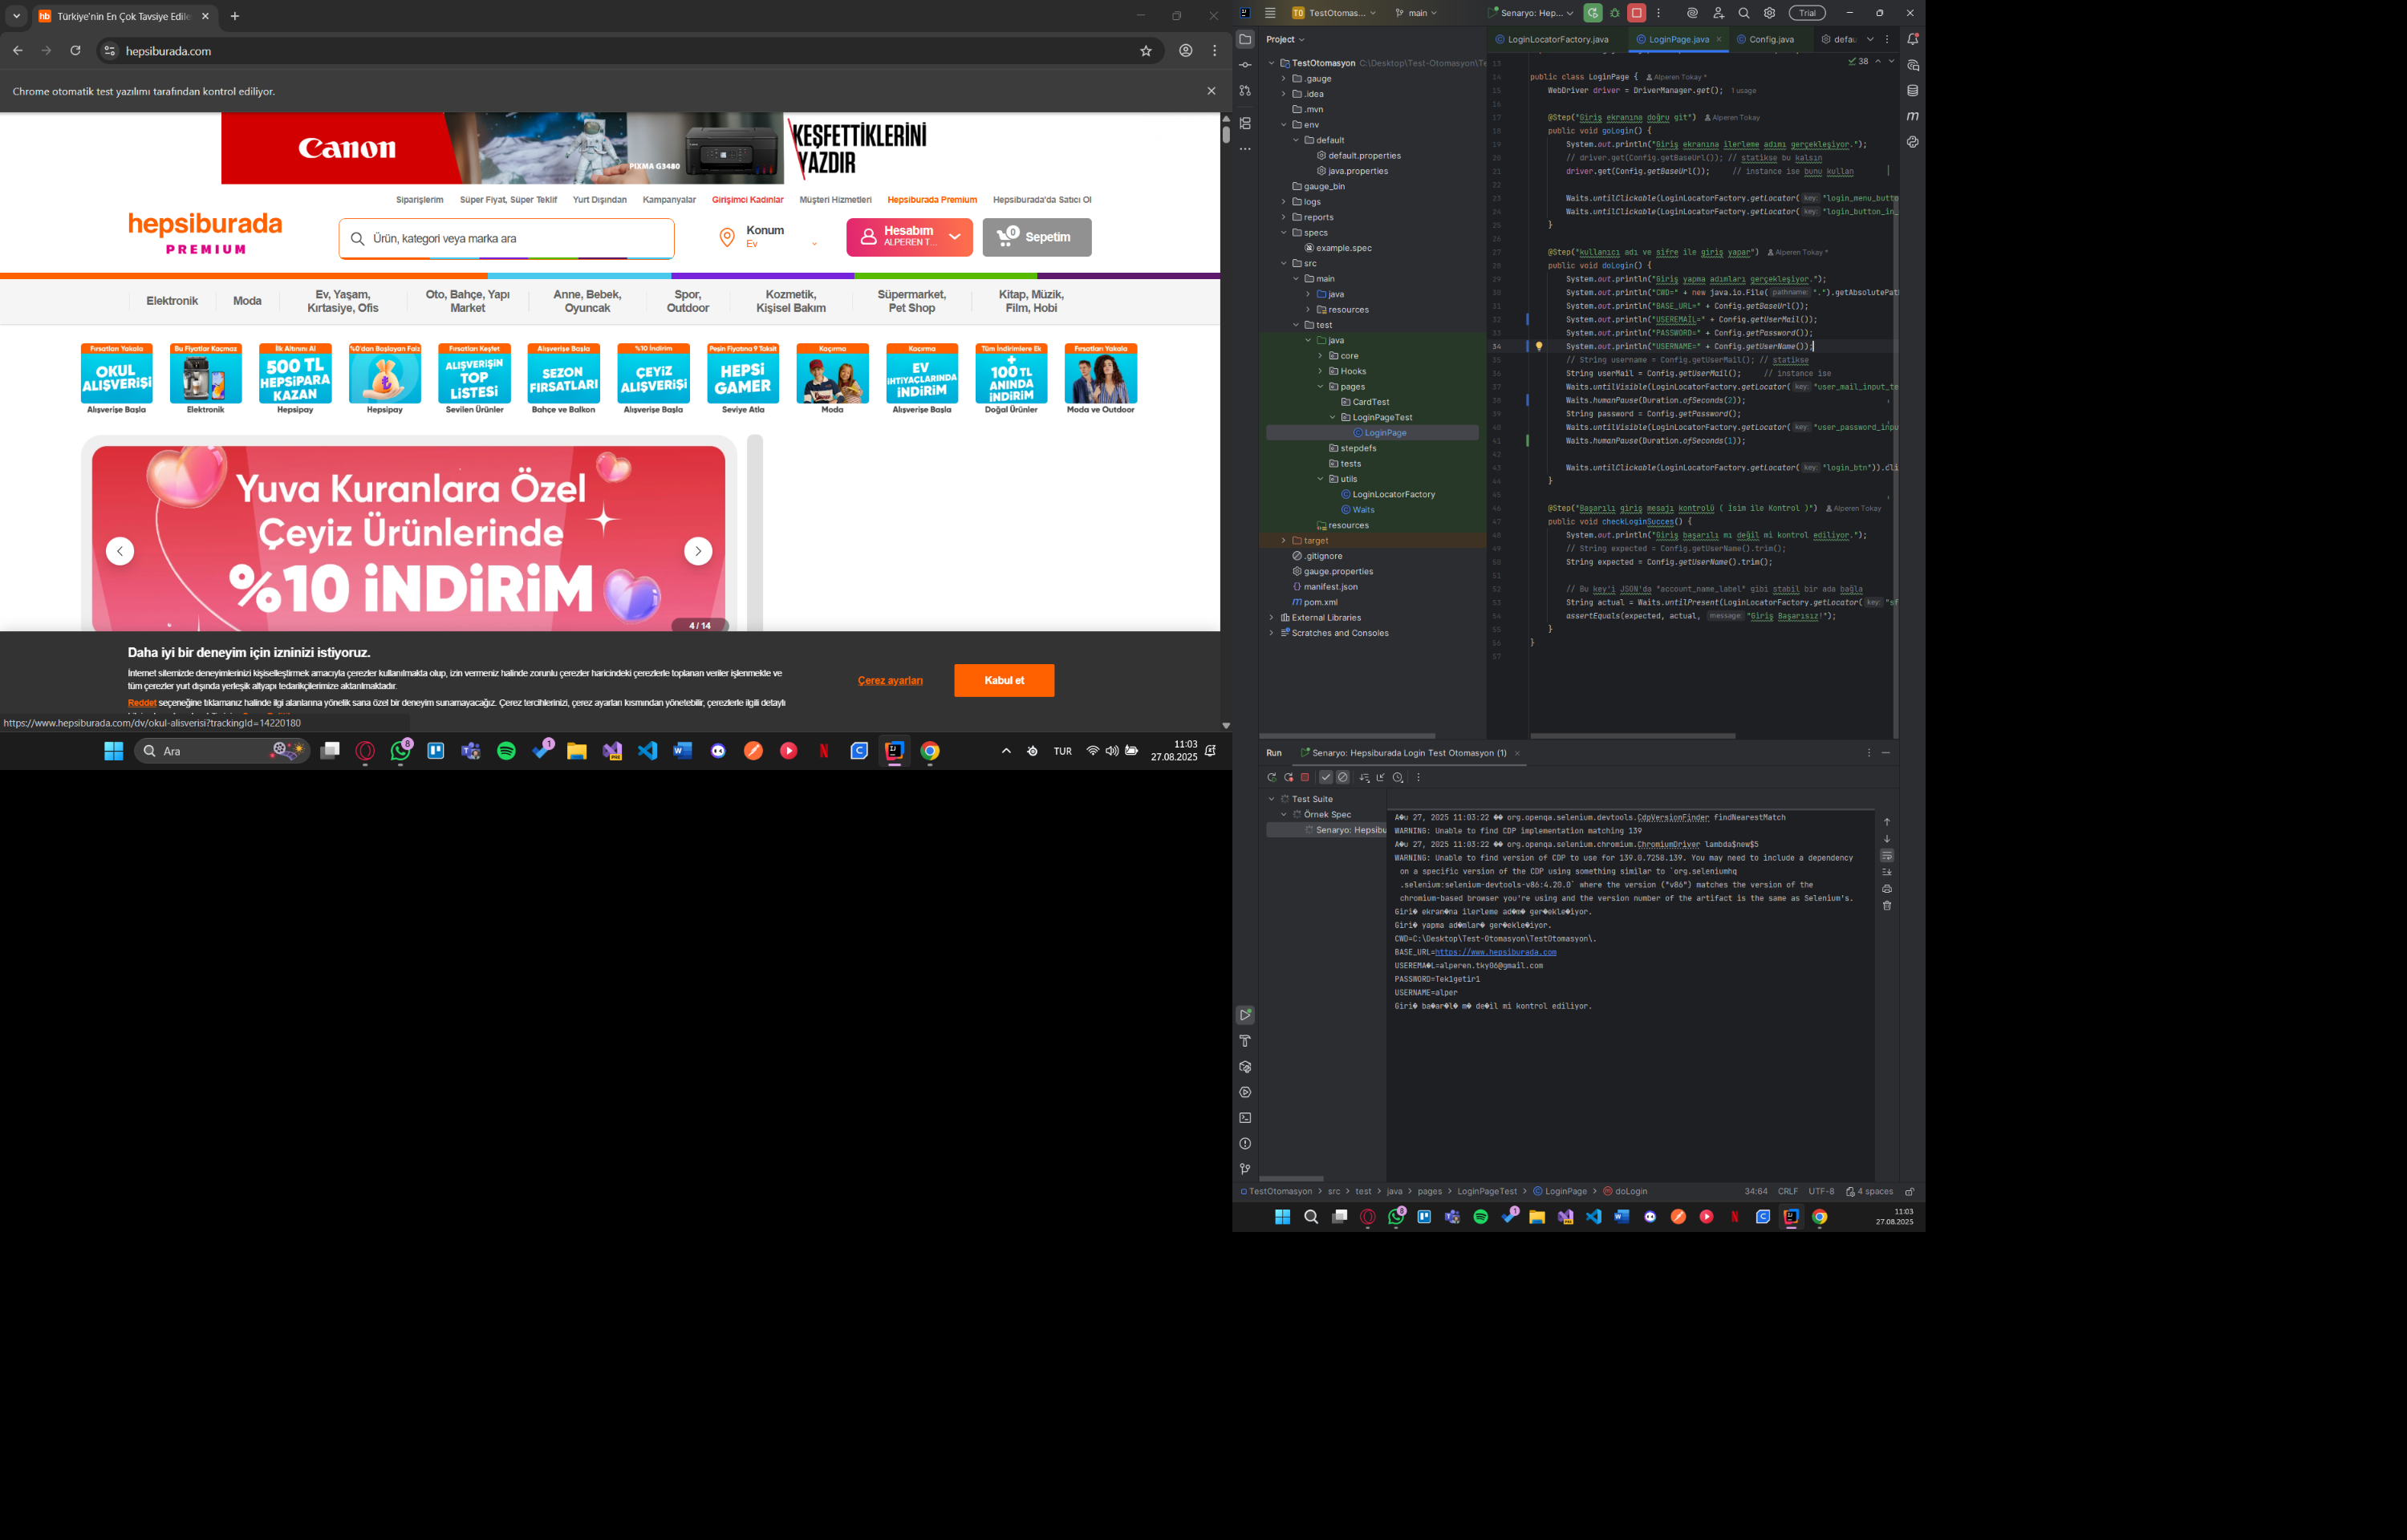 Türkiye'nin En Çok Tavsiye Edile
hepsiburada.com
Chrome otomatik test yazılımı tarafından kontrol ediliyor.
Canon
PIXMA G3480
KEŞFETTİKLERİNİ
YAZDIR
Siparişlerim Süper Fiyat, Süper Teklif Yurt Dışından Kampanyalar Girişimci Kadınlar Müşteri Hizmetleri Hepsiburada Premium Hepsiburada'da Satıcı Ol
hepsiburada
PREMIUM
Ürün, kategori veya marka ara
Konum
Ev
Hesabım
ALPEREN T...
0
Sepetim
Elektronik
Moda
Ev, Yaşam,
Kırtasiye, Ofis
Oto, Bahçe, Yapı
Market
Anne, Bebek,
Oyuncak
Spor,
Outdoor
Kozmetik,
Kişisel Bakım
Süpermarket,
Pet Shop
Kitap, Müzik,
Film, Hobi
Fırsatları Yakala
OKUL
ALIŞVERİŞİ
Alışverişe Başla
Bu Fiyatlar Kaçmaz
Elektronik
İlk Altınını Al
500 TL
HEPSİPARA
KAZAN
Hepsipay
%0'dan Başlayan Faiz
Hepsipay
Fırsatları Keşfet
ALIŞVERİŞİN
TOP
LİSTESİ
Sevilen Ürünler
Alışverişe Başla
SEZON
FIRSATLARI
Bahçe ve Balkon
%10 İndirim
ÇEYİZ
ALIŞVERİŞİ
Alışverişe Başla
Peşin Fiyatına 9 Taksit
HEPSİ
GAMER
Seviye Atla
Kaçırma
Moda
Kaçırma
EV
İHTİYAÇLARINDA
İNDİRİM
Alışverişe Başla
Tüm İndirimlere Ek
+
100 TL
ANINDA
İNDİRİM
Doğal Ürünler
Fırsatları Yakala
Moda ve Outdoor
Yuva Kuranlara Özel
Çeyiz Ürünlerinde
%10 İNDİRİM
4 / 14
Daha iyi bir deneyim için izninizi istiyoruz.
İnternet sitemizde deneyimlerinizi kişiselleştirmek amacıyla çerezler kullanılmakta olup, izin vermeniz halinde zorunlu çerezler haricindeki çerezlerle toplanan veriler işlenmekte ve
tüm çerezler yurt dışında yerleşik altyapı tedarikçilerimize aktarılmaktadır.
Reddet seçeneğine tıklamanız halinde ilgi alanlarına yönelik sana özel bir deneyim sunamayacağız. Çerez tercihlerinizi, çerez ayarları kısmından yönetebilir, çerezlerle ilgili detaylı
Çerez ayarları
Kabul et
https://www.hepsiburada.com/dv/okul-alisverisi?trackingId=14220180
Ara
8
1
TUR
11:03
27.08.2025
TO TestOtomas... main Senaryo: Hep... Trial
Project
TestOtomasyon C:\Desktop\Test-Otomasyon\Te
.gauge
.idea
.mvn
env
default
default.properties
java.properties
gauge_bin
logs
reports
specs
example.spec
src
main
java
resources
test
java
core
Hooks
pages
CardTest
LoginPageTest
LoginPage
stepdefs
tests
utils
LoginLocatorFactory
Waits
resources
target
.gitignore
gauge.properties
manifest.json
pom.xml
External Libraries
Scratches and Consoles
LoginLocatorFactory.java LoginPage.java Config.java defau
38
13
14 public class LoginPage { Alperen Tokay *
15 WebDriver driver = DriverManager.get(); 1 usage
16
17 @Step("Giriş ekranına doğru git") Alperen Tokay
18 public void goLogin() {
19 System.out.println("Giriş ekranına ilerleme adımı gerçekleşiyor.");
20 // driver.get(Config.getBaseUrl()); // statikse bu kalsın
21 driver.get(Config.getBaseUrl()); // instance ise bunu kullan
22
23 Waits.untilClickable(LoginLocatorFactory.getLocator( key: "login_menu_butto
24 Waits.untilClickable(LoginLocatorFactory.getLocator( key: "login_button_in_
25 }
26
27 @Step("kullanıcı adı ve sifre ile giriş yapar") Alperen Tokay *
28 public void doLogin() {
29 System.out.println("Giriş yapma adımları gerçekleşiyor.");
30 System.out.println("CWD=" + new java.io.File( pathname: ".").getAbsolutePat
31 System.out.println("BASE_URL=" + Config.getBaseUrl());
32 System.out.println("USEREMAİL=" + Config.getUserMail());
33 System.out.println("PASSWORD=" + Config.getPassword());
34 System.out.println("USERNAME=" + Config.getUserName());
35 // String username = Config.getUserMail(); // statikse
36 String userMail = Config.getUserMail(); // instance ise
37 Waits.untilVisible(LoginLocatorFactory.getLocator( key: "user_mail_input_te
38 Waits.humanPause(Duration.ofSeconds(2));
39 String password = Config.getPassword();
40 Waits.untilVisible(LoginLocatorFactory.getLocator( key: "user_password_inpu
41 Waits.humanPause(Duration.ofSeconds(1));
42
43 Waits.untilClickable(LoginLocatorFactory.getLocator( key: "login_btn")).cli
44 }
45
46 @Step("Başarılı giriş mesajı kontrolü ( İsim ile Kontrol )") Alperen Tokay
47 public void checkLoginSucces() {
48 System.out.println("Giriş başarılı mı değil mi kontrol ediliyor.");
49 // String expected = Config.getUserName().trim();
50 String expected = Config.getUserName().trim();
51
52 // Bu key'i JSON'da "account_name_label" gibi stabil bir ada bağla
53 String actual = Waits.untilPresent(LoginLocatorFactory.getLocator( key: "sf
54 assertEquals(expected, actual, message: "Giriş Başarısız!");
55 }
56 }
57
Run Senaryo: Hepsiburada Login Test Otomasyon (1)
Test Suite
Örnek Spec
Senaryo: Hepsibu
A�u 27, 2025 11:03:22 �� org.openqa.selenium.devtools.CdpVersionFinder findNearestMatch
WARNING: Unable to find CDP implementation matching 139
A�u 27, 2025 11:03:22 �� org.openqa.selenium.chromium.ChromiumDriver lambda$new$5
WARNING: Unable to find version of CDP to use for 139.0.7258.139. You may need to include a dependency
on a specific version of the CDP using something similar to `org.seleniumhq
.selenium:selenium-devtools-v86:4.20.0` where the version ("v86") matches the version of the
chromium-based browser you're using and the version number of the artifact is the same as Selenium's.
Giri� ekran�na ilerleme ad�m� ger�ekle�iyor.
Giri� yapma ad�mlar� ger�ekle�iyor.
CWD=C:\Desktop\Test-Otomasyon\TestOtomasyon\.
BASE_URL=https://www.hepsiburada.com
USEREMA�L=alperen.tky06@gmail.com
PASSWORD=Tek1getir1
USERNAME=alper
Giri� ba�ar�l� m� de�il mi kontrol ediliyor.
TestOtomasyon > src > test > java > pages > LoginPageTest > LoginPage > doLogin
34:64 CRLF UTF-8 4 spaces
8
1
11:03
27.08.2025